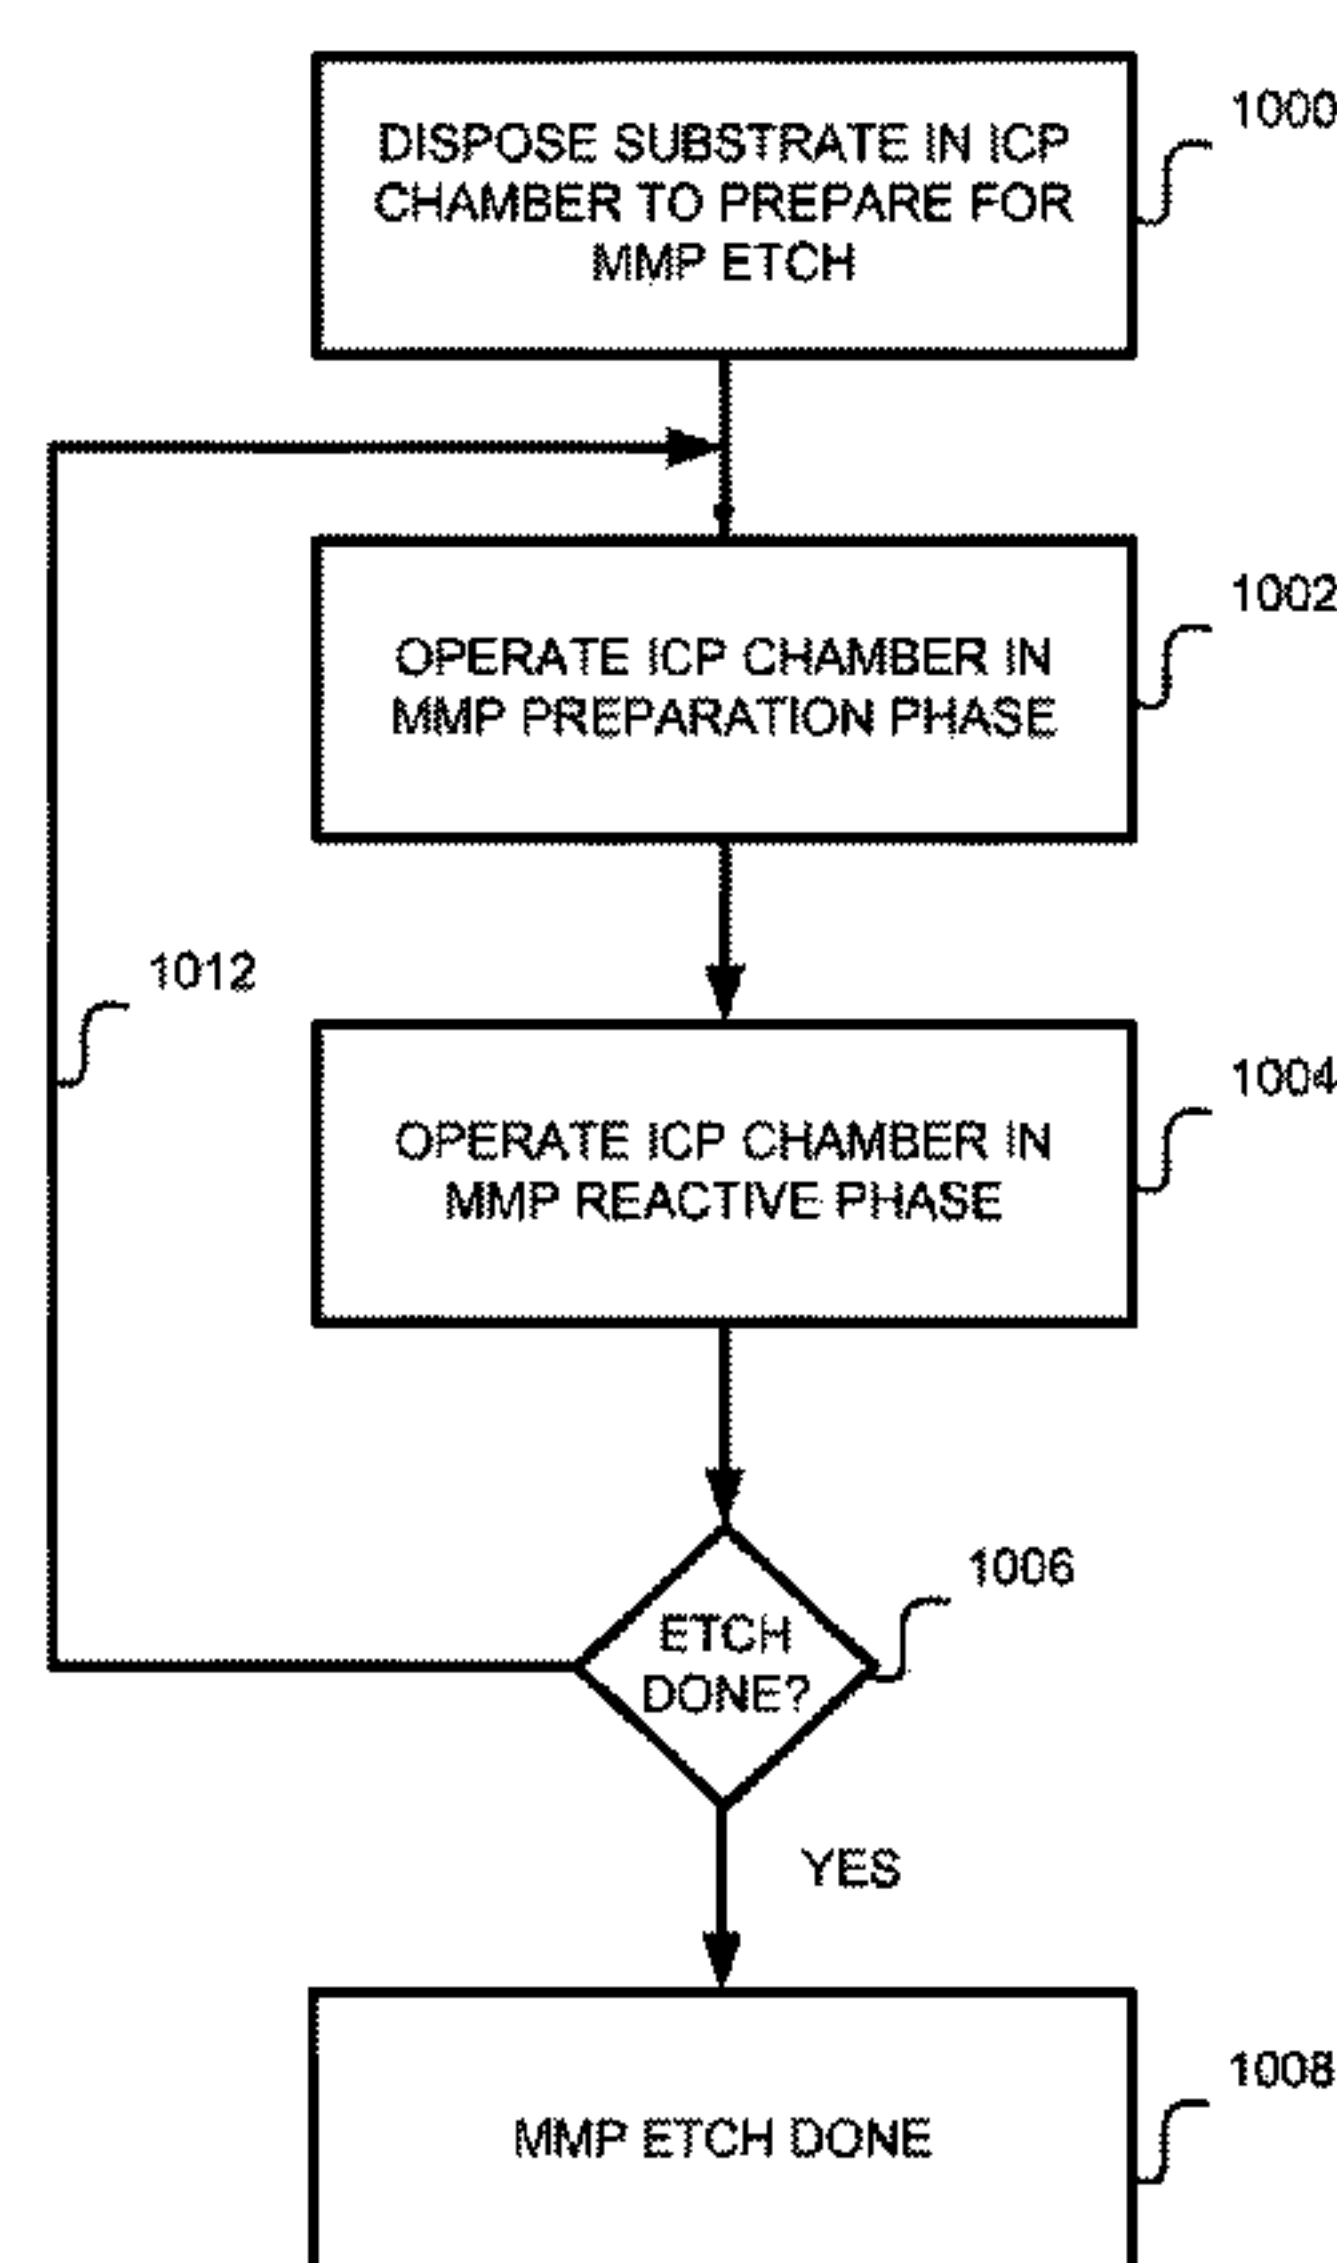 DISPOSE SUBSTRATE IN ICP
CHAMBER TO PREPARE FOR
MMP ETCH
1000
OPERATE ICP CHAMBER IN
MMP PREPARATION PHASE
1002
1012
OPERATE ICP CHAMBER IN
MMP REACTIVE PHASE
1004
ETCH
DONE?
1006
YES
MMP ETCH DONE
1008